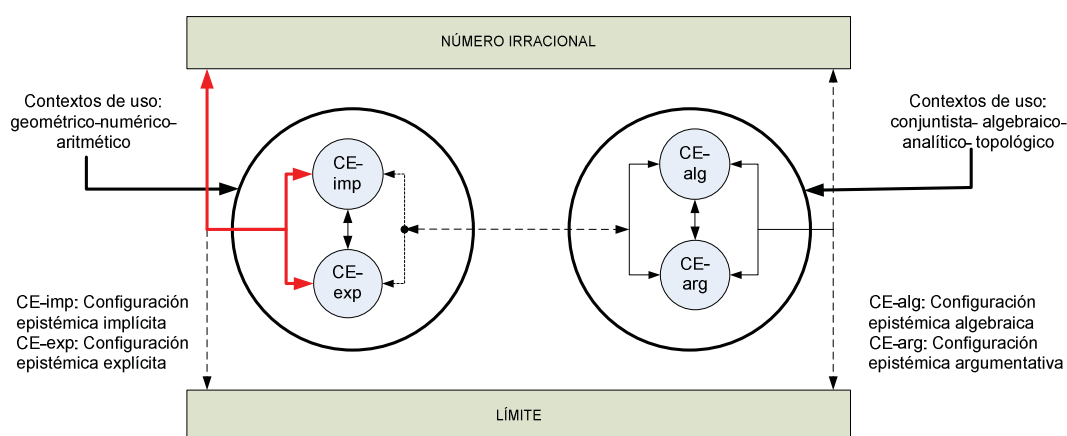 NÚMERO IRRACIONAL
Contextos de uso:
geométrico-numérico-
aritmético
Contextos de uso:
conjuntista- algebraico-
analítico- topológico
CE-
imp
CE-
exp
CE-
alg
CE-
arg
CE-imp: Configuración
epistémica implícita
CE-exp: Configuración
epistémica explícita
CE-alg: Configuración
epistémica algebraica
CE-arg: Configuración
epistémica argumentativa
LÍMITE